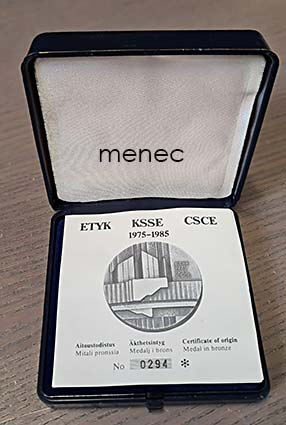 menec
ETYK KSSE CSCE
1975-1985
Aitoustodistus Äkthetsintyg Certificate of origin
Mitali pronssia Medalj i brons Medal in bronze
No 0294 *